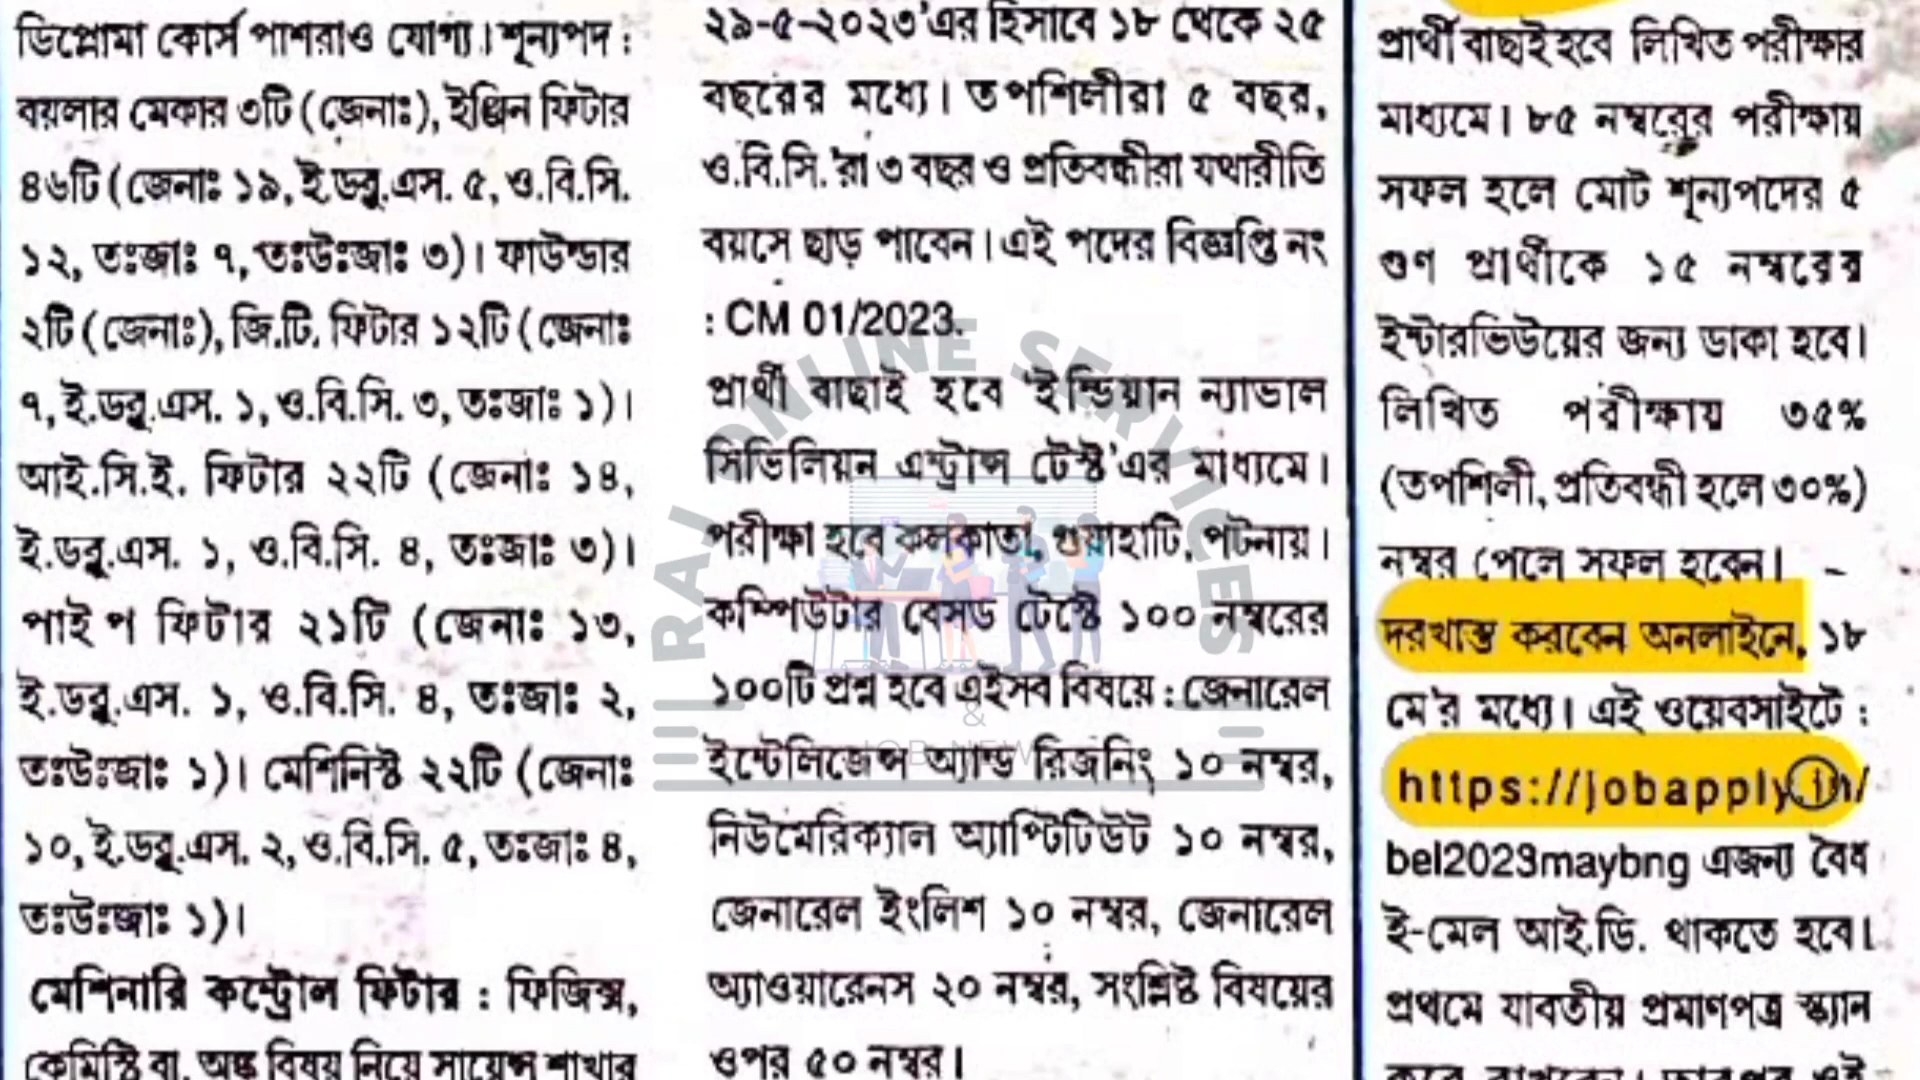 ডিপ্লোমা কোর্স পাশরাও যোগ্য। শূন্যপদ :
বয়লার মেকার ৩টি (জেনাঃ), ইঞ্জিন ফিটার
৪৬টি (জেনাঃ ১৯, ই.ডব্লু.এস. ৫, ও.বি.সি.
১২, তঃজাঃ ৭, তঃউঃজাঃ ৩)। ফাউন্ডার
২টি (জেনাঃ), জি.টি. ফিটার ১২টি (জেনাঃ
৭, ই.ডব্লু.এস. ১, ও.বি.সি. ৩, তঃজাঃ ১)।
আই.সি.ই. ফিটার ২২টি (জেনাঃ ১৪,
ই.ডব্লু.এস. ১, ও.বি.সি. ৪, তঃজাঃ ৩)।
পাইপ ফিটার ২১টি (জেনাঃ ১৩,
ই.ডব্লু.এস. ১, ও.বি.সি. ৪, তঃজাঃ ২,
তঃউঃজাঃ ১)। মেশিনিস্ট ২২টি (জেনাঃ
১০, ই.ডব্লু.এস. ২, ও.বি.সি. ৫, তঃজাঃ ৪,
তঃউঃজাঃ ১)।
মেশিনারি কন্ট্রোল ফিটার : ফিজিক্স,
কেমিস্ট্রি বা, অঙ্ক বিষয় নিয়ে সায়েন্স শাখার
২৯-৫-২০২৩'এর হিসাবে ১৮ থেকে ২৫
বছরের মধ্যে। তপশিলীরা ৫ বছর,
ও.বি.সি.'রা ৩ বছর ও প্রতিবন্ধীরা যথারীতি
বয়সে ছাড় পাবেন। এই পদের বিজ্ঞপ্তি নং
: CM 01/2023.
প্রার্থী বাছাই হবে 'ইন্ডিয়ান ন্যাভাল
সিভিলিয়ন এন্ট্রান্স টেস্ট'এর মাধ্যমে।
পরীক্ষা হবে কলকাতা, গুয়াহাটি, পটনায়।
কম্পিউটার বেসড টেস্টে ১০০ নম্বরের
১০০টি প্রশ্ন হবে এইসব বিষয়ে : জেনারেল
ইন্টেলিজেন্স অ্যান্ড রিজনিং ১০ নম্বর,
নিউমেরিক্যাল অ্যাপ্টিটিউট ১০ নম্বর,
জেনারেল ইংলিশ ১০ নম্বর, জেনারেল
অ্যাওয়ারেনস ২০ নম্বর, সংশ্লিষ্ট বিষয়ের
ওপর ৫০ নম্বর।
প্রার্থী বাছাই হবে লিখিত পরীক্ষার
মাধ্যমে। ৮৫ নম্বরের পরীক্ষায়
সফল হলে মোট শূন্যপদের ৫
গুণ প্রার্থীকে ১৫ নম্বরের
ইন্টারভিউয়ের জন্য ডাকা হবে।
লিখিত পরীক্ষায় ৩৫%
(তপশিলী, প্রতিবন্ধী হলে ৩০%)
নম্বর পেলে সফল হবেন।
দরখাস্ত করবেন অনলাইনে, ১৮
মে'র মধ্যে। এই ওয়েবসাইটে :
https://jobapply.in/
bel2023maybng এজন্য বৈধ
ই-মেল আই.ডি. থাকতে হবে।
প্রথমে যাবতীয় প্রমাণপত্র স্ক্যান
RAJ ONLINE SERVICES
&
JOB NEWS